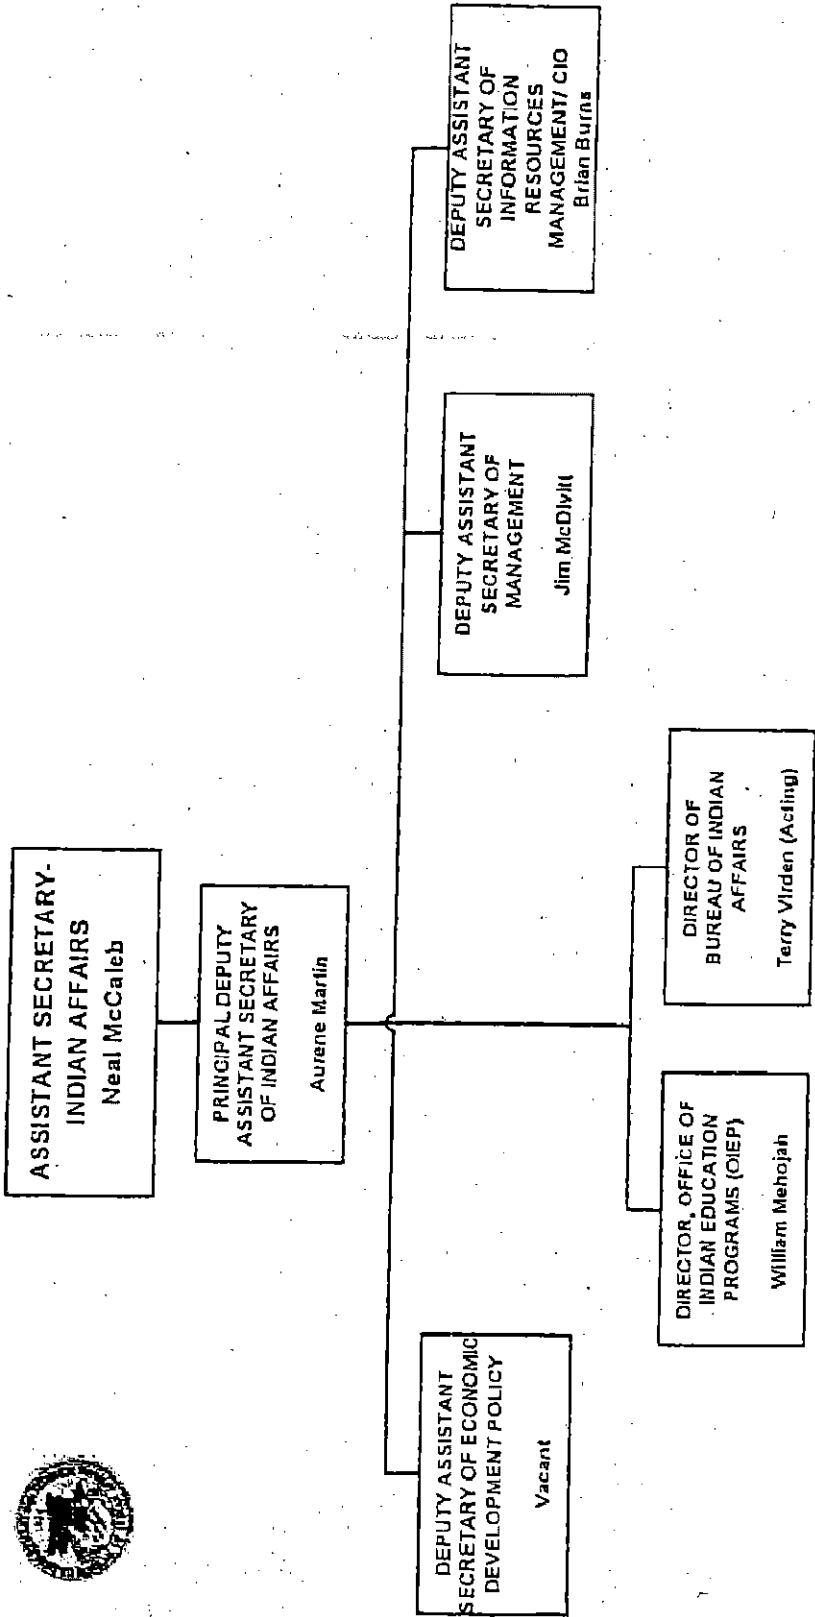 ASSISTANT SECRETARY-
INDIAN AFFAIRS
Neal McCaleb
PRINCIPAL DEPUTY
ASSISTANT SECRETARY
OF INDIAN AFFAIRS
Aurene Martin
DEPUTY ASSISTANT
SECRETARY OF ECONOMIC
DEVELOPMENT POLICY
Vacant
DEPUTY ASSISTANT
SECRETARY OF
MANAGEMENT
Jim McDivitt
DEPUTY ASSISTANT
SECRETARY OF
INFORMATION
RESOURCES
MANAGEMENT/ CIO
Brian Burns
DIRECTOR, OFFICE OF
INDIAN EDUCATION
PROGRAMS (OIEP)
William Mehojah
DIRECTOR OF
BUREAU OF INDIAN
AFFAIRS
Terry Virden (Acting)